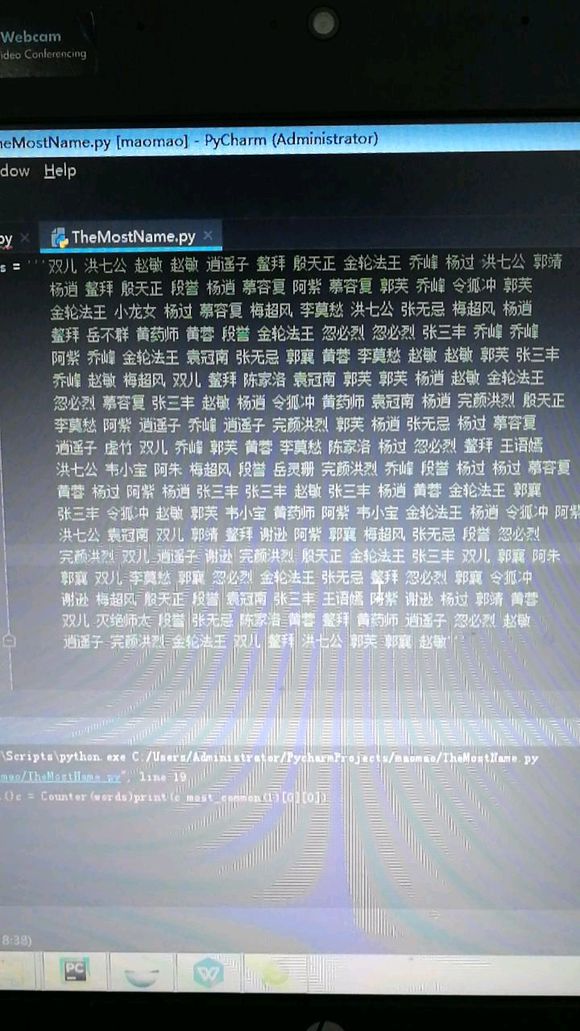 Webcam
ideo Conferencing
heMostName.py [maomao] - PyCharm (Administrator)
dow Help
py × TheMostName.py ×
s = '''双儿 洪七公 赵敏 赵敏 逍遥子 鳌拜 殷天正 金轮法王 乔峰 杨过 洪七公 郭靖
杨逍 鳌拜 殷天正 段誉 杨逍 慕容复 阿紫 慕容复 郭芙 乔峰 令狐冲 郭芙
金轮法王 小龙女 杨过 慕容复 梅超风 李莫愁 洪七公 张无忌 梅超风 杨逍
鳌拜 岳不群 黄药师 黄蓉 段誉 金轮法王 忽必烈 忽必烈 张三丰 乔峰 乔峰
阿紫 乔峰 金轮法王 袁冠南 张无忌 郭襄 黄蓉 李莫愁 赵敏 赵敏 郭芙 张三丰
乔峰 赵敏 梅超风 双儿 鳌拜 陈家洛 袁冠南 郭芙 郭芙 杨逍 赵敏 金轮法王
忽必烈 慕容复 张三丰 赵敏 杨逍 令狐冲 黄药师 袁冠南 杨逍 完颜洪烈 殷天正
李莫愁 阿紫 逍遥子 乔峰 逍遥子 完颜洪烈 郭芙 杨逍 张无忌 杨过 慕容复
逍遥子 虚竹 双儿 乔峰 郭芙 黄蓉 李莫愁 陈家洛 杨过 忽必烈 鳌拜 王语嫣
洪七公 韦小宝 阿朱 梅超风 段誉 岳灵珊 完颜洪烈 乔峰 段誉 杨过 杨过 慕容复
黄蓉 杨过 阿紫 杨逍 张三丰 张三丰 赵敏 张三丰 杨逍 黄蓉 金轮法王 郭襄
张三丰 令狐冲 赵敏 郭芙 韦小宝 黄药师 阿紫 韦小宝 金轮法王 杨逍 令狐冲 阿紫
洪七公 袁冠南 双儿 郭靖 鳌拜 谢逊 阿紫 郭襄 梅超风 张无忌 段誉 忽必烈
完颜洪烈 双儿 逍遥子 谢逊 完颜洪烈 殷天正 金轮法王 张三丰 双儿 郭襄 阿朱
郭襄 双儿 李莫愁 郭襄 忽必烈 金轮法王 张无忌 鳌拜 忽必烈 郭襄 令狐冲
谢逊 梅超风 殷天正 段誉 袁冠南 张三丰 王语嫣 阿紫 谢逊 杨过 郭靖 黄蓉
双儿 灭绝师太 段誉 张无忌 陈家洛 黄蓉 鳌拜 黄药师 逍遥子 忽必烈 赵敏
逍遥子 完颜洪烈 金轮法王 双儿 鳌拜 洪七公 郭芙 郭襄 赵敏'''
\Scripts\python.exe C:/Users/Administrator/PycharmProjects/maomao/TheMostName.py
mao/TheMostName.py", line 19
.()c = Counter(words)print(c.most_common(1)[0][0])
8:38)
PC